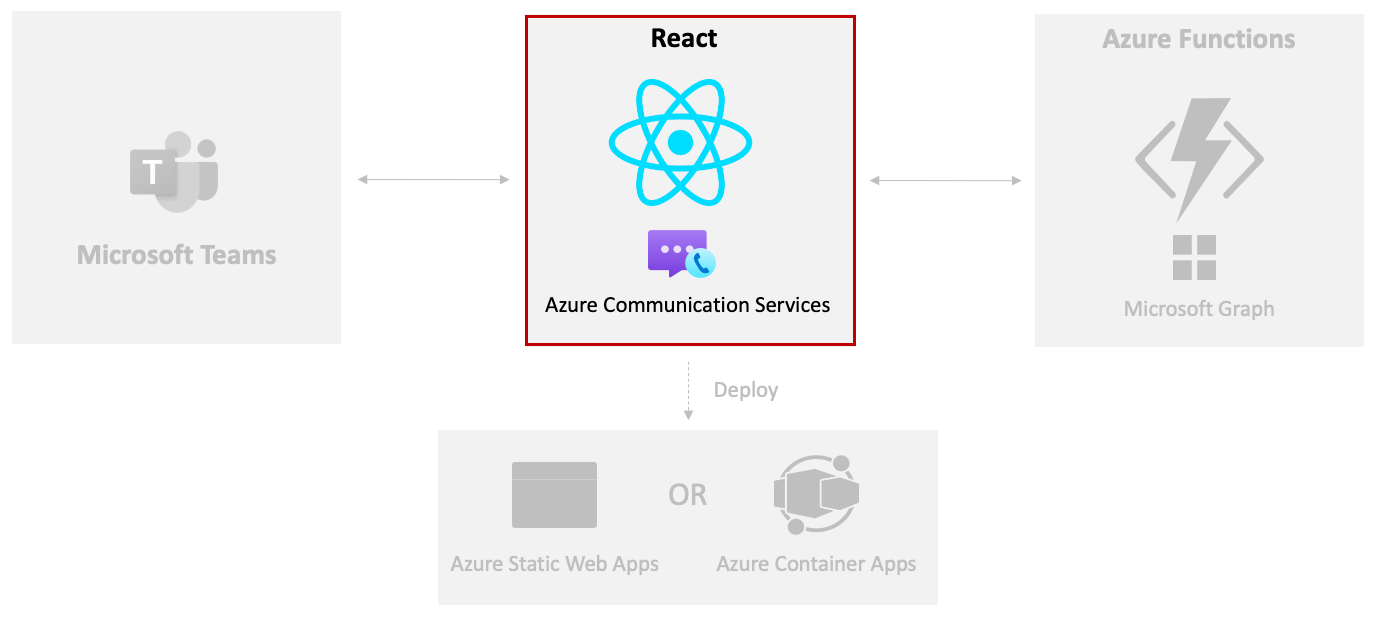 React
Azure Functions
T
Microsoft Teams
Azure Communication Services
Microsoft Graph
Deploy
OR
Azure Static Web Apps
Azure Container Apps